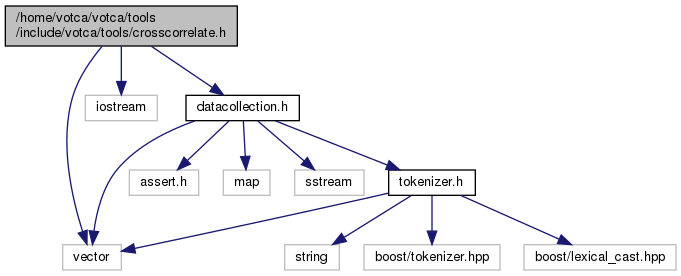 /home/votca/votca/tools
/include/votca/tools/crosscorrelate.h
iostream
datacollection.h
assert.h
map
sstream
tokenizer.h
vector
string
boost/tokenizer.hpp
boost/lexical_cast.hpp